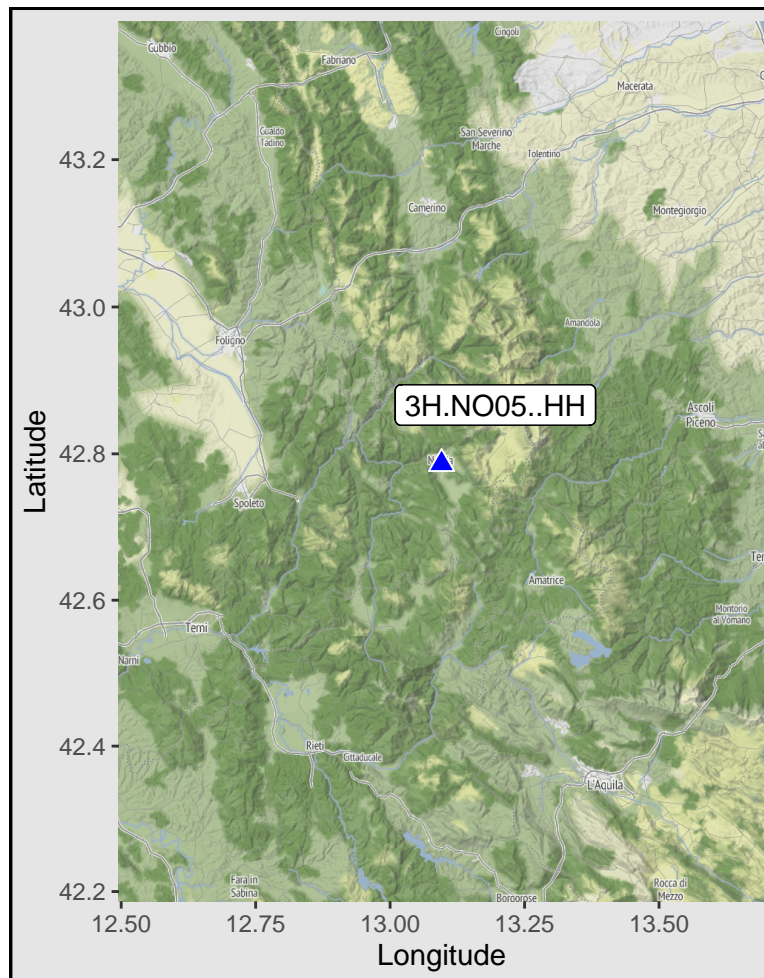 Cingoli
Gubbio
Fabriano
Macerata
Gualdo
Tadino
San Severino
Marche
Tolentino
43.2
Camerino
Montegiorgio
43.0
Amandola
Foligno
3H.NO05..HH
Ascoli
Piceno
Latitude
42.8
Spoleto
Amatrice
42.6
Montorio
al Vomano
Terni
Narni
42.4
Rieti
Cittaducale
L'Aquila
Fara in
Sabina
Rocca di
Mezzo
42.2
Borgorose
12.50 12.75 13.00 13.25 13.50
Longitude